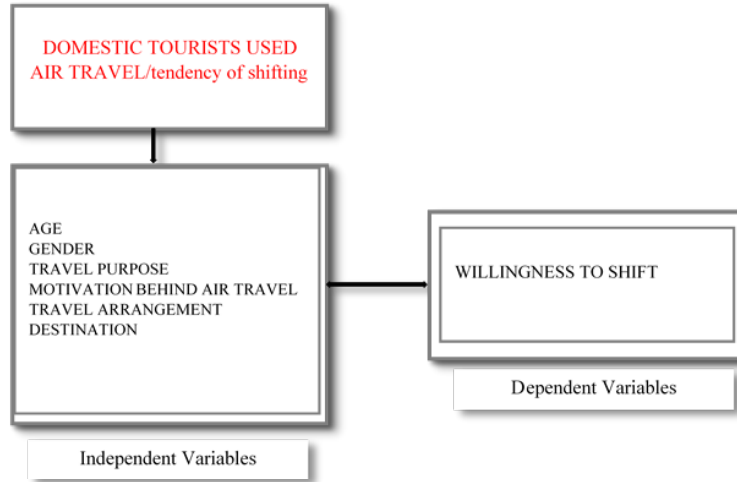 DOMESTIC TOURISTS USED
AIR TRAVEL/tendency of shifting
AGE
GENDER
TRAVEL PURPOSE
MOTIVATION BEHIND AIR TRAVEL
TRAVEL ARRANGEMENT
DESTINATION
WILLINGNESS TO SHIFT
Dependent Variables
Independent Variables